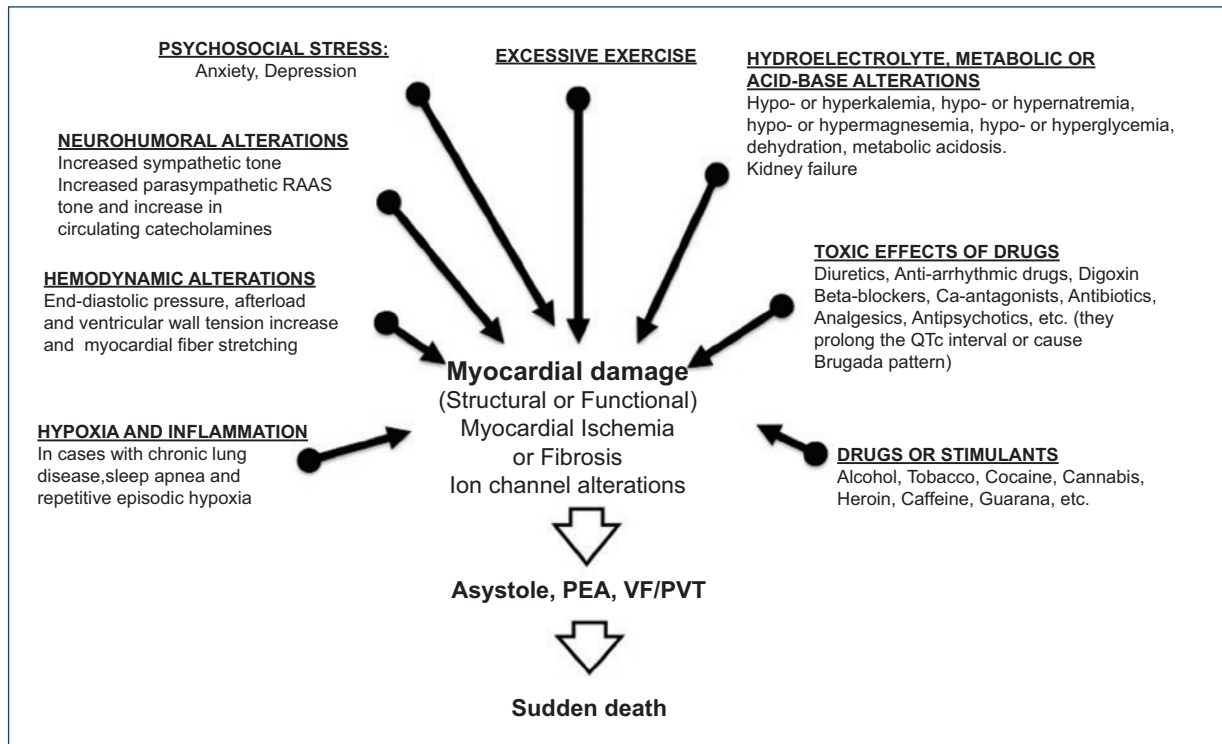 PSYCHOSOCIAL STRESS:
Anxiety, Depression
EXCESSIVE EXERCISE
HYDROELECTROLYTE, METABOLIC OR
ACID-BASE ALTERATIONS
Hypo- or hyperkalemia, hypo- or hypernatremia,
hypo- or hypermagnesemia, hypo- or hyperglycemia,
dehydration, metabolic acidosis.
Kidney failure
NEUROHUMORAL ALTERATIONS
Increased sympathetic tone
Increased parasympathetic RAAS
tone and increase in
circulating catecholamines
HEMODYNAMIC ALTERATIONS
End-diastolic pressure, afterload
and ventricular wall tension increase
and myocardial fiber stretching
TOXIC EFFECTS OF DRUGS
Diuretics, Anti-arrhythmic drugs, Digoxin
Beta-blockers, Ca-antagonists, Antibiotics,
Analgesics, Antipsychotics, etc. (they
prolong the QTc interval or cause
Brugada pattern)
HYPOXIA AND INFLAMMATION
In cases with chronic lung
disease,sleep apnea and
repetitive episodic hypoxia
Myocardial damage
(Structural or Functional)
Myocardial Ischemia
or Fibrosis
Ion channel alterations
DRUGS OR STIMULANTS
Alcohol, Tobacco, Cocaine, Cannabis,
Heroin, Caffeine, Guarana, etc.
Asystole, PEA, VF/PVT
Sudden death